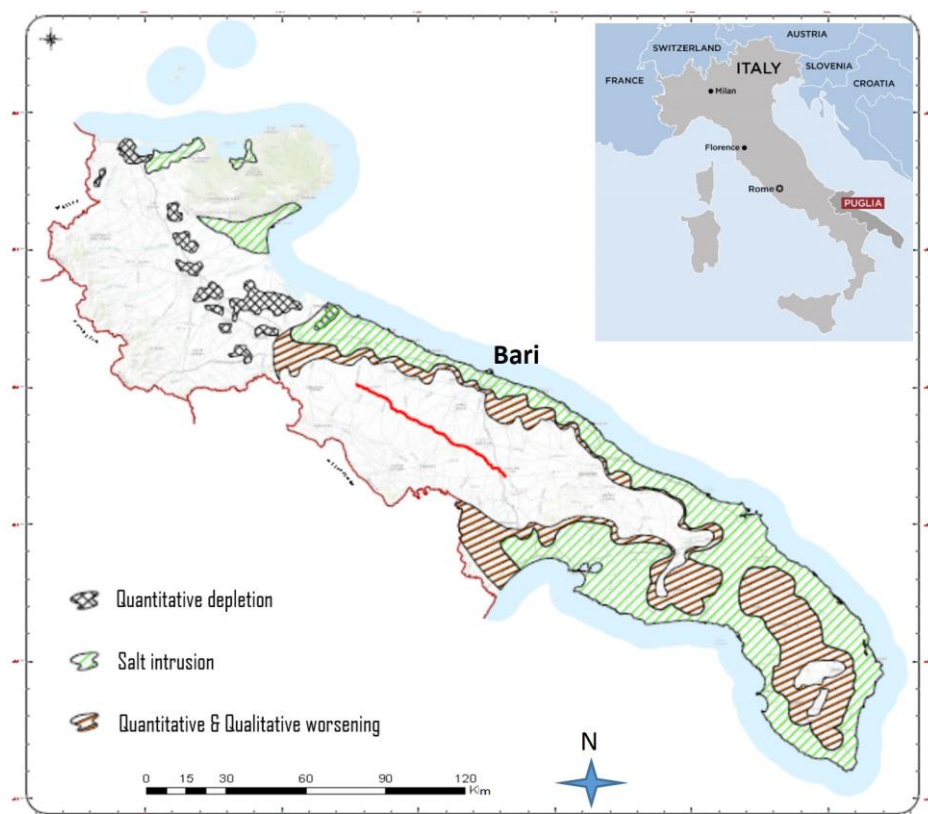 AUSTRIA
SWITZERLAND
ITALY
SLOVENIA
FRANCE
CROATIA
Milan
Florence
Rome
PUGLIA
Bari
Quantitative depletion
Salt intrusion
Quantitative & Qualitative worsening
N
0 15 30 60 90 120
Km